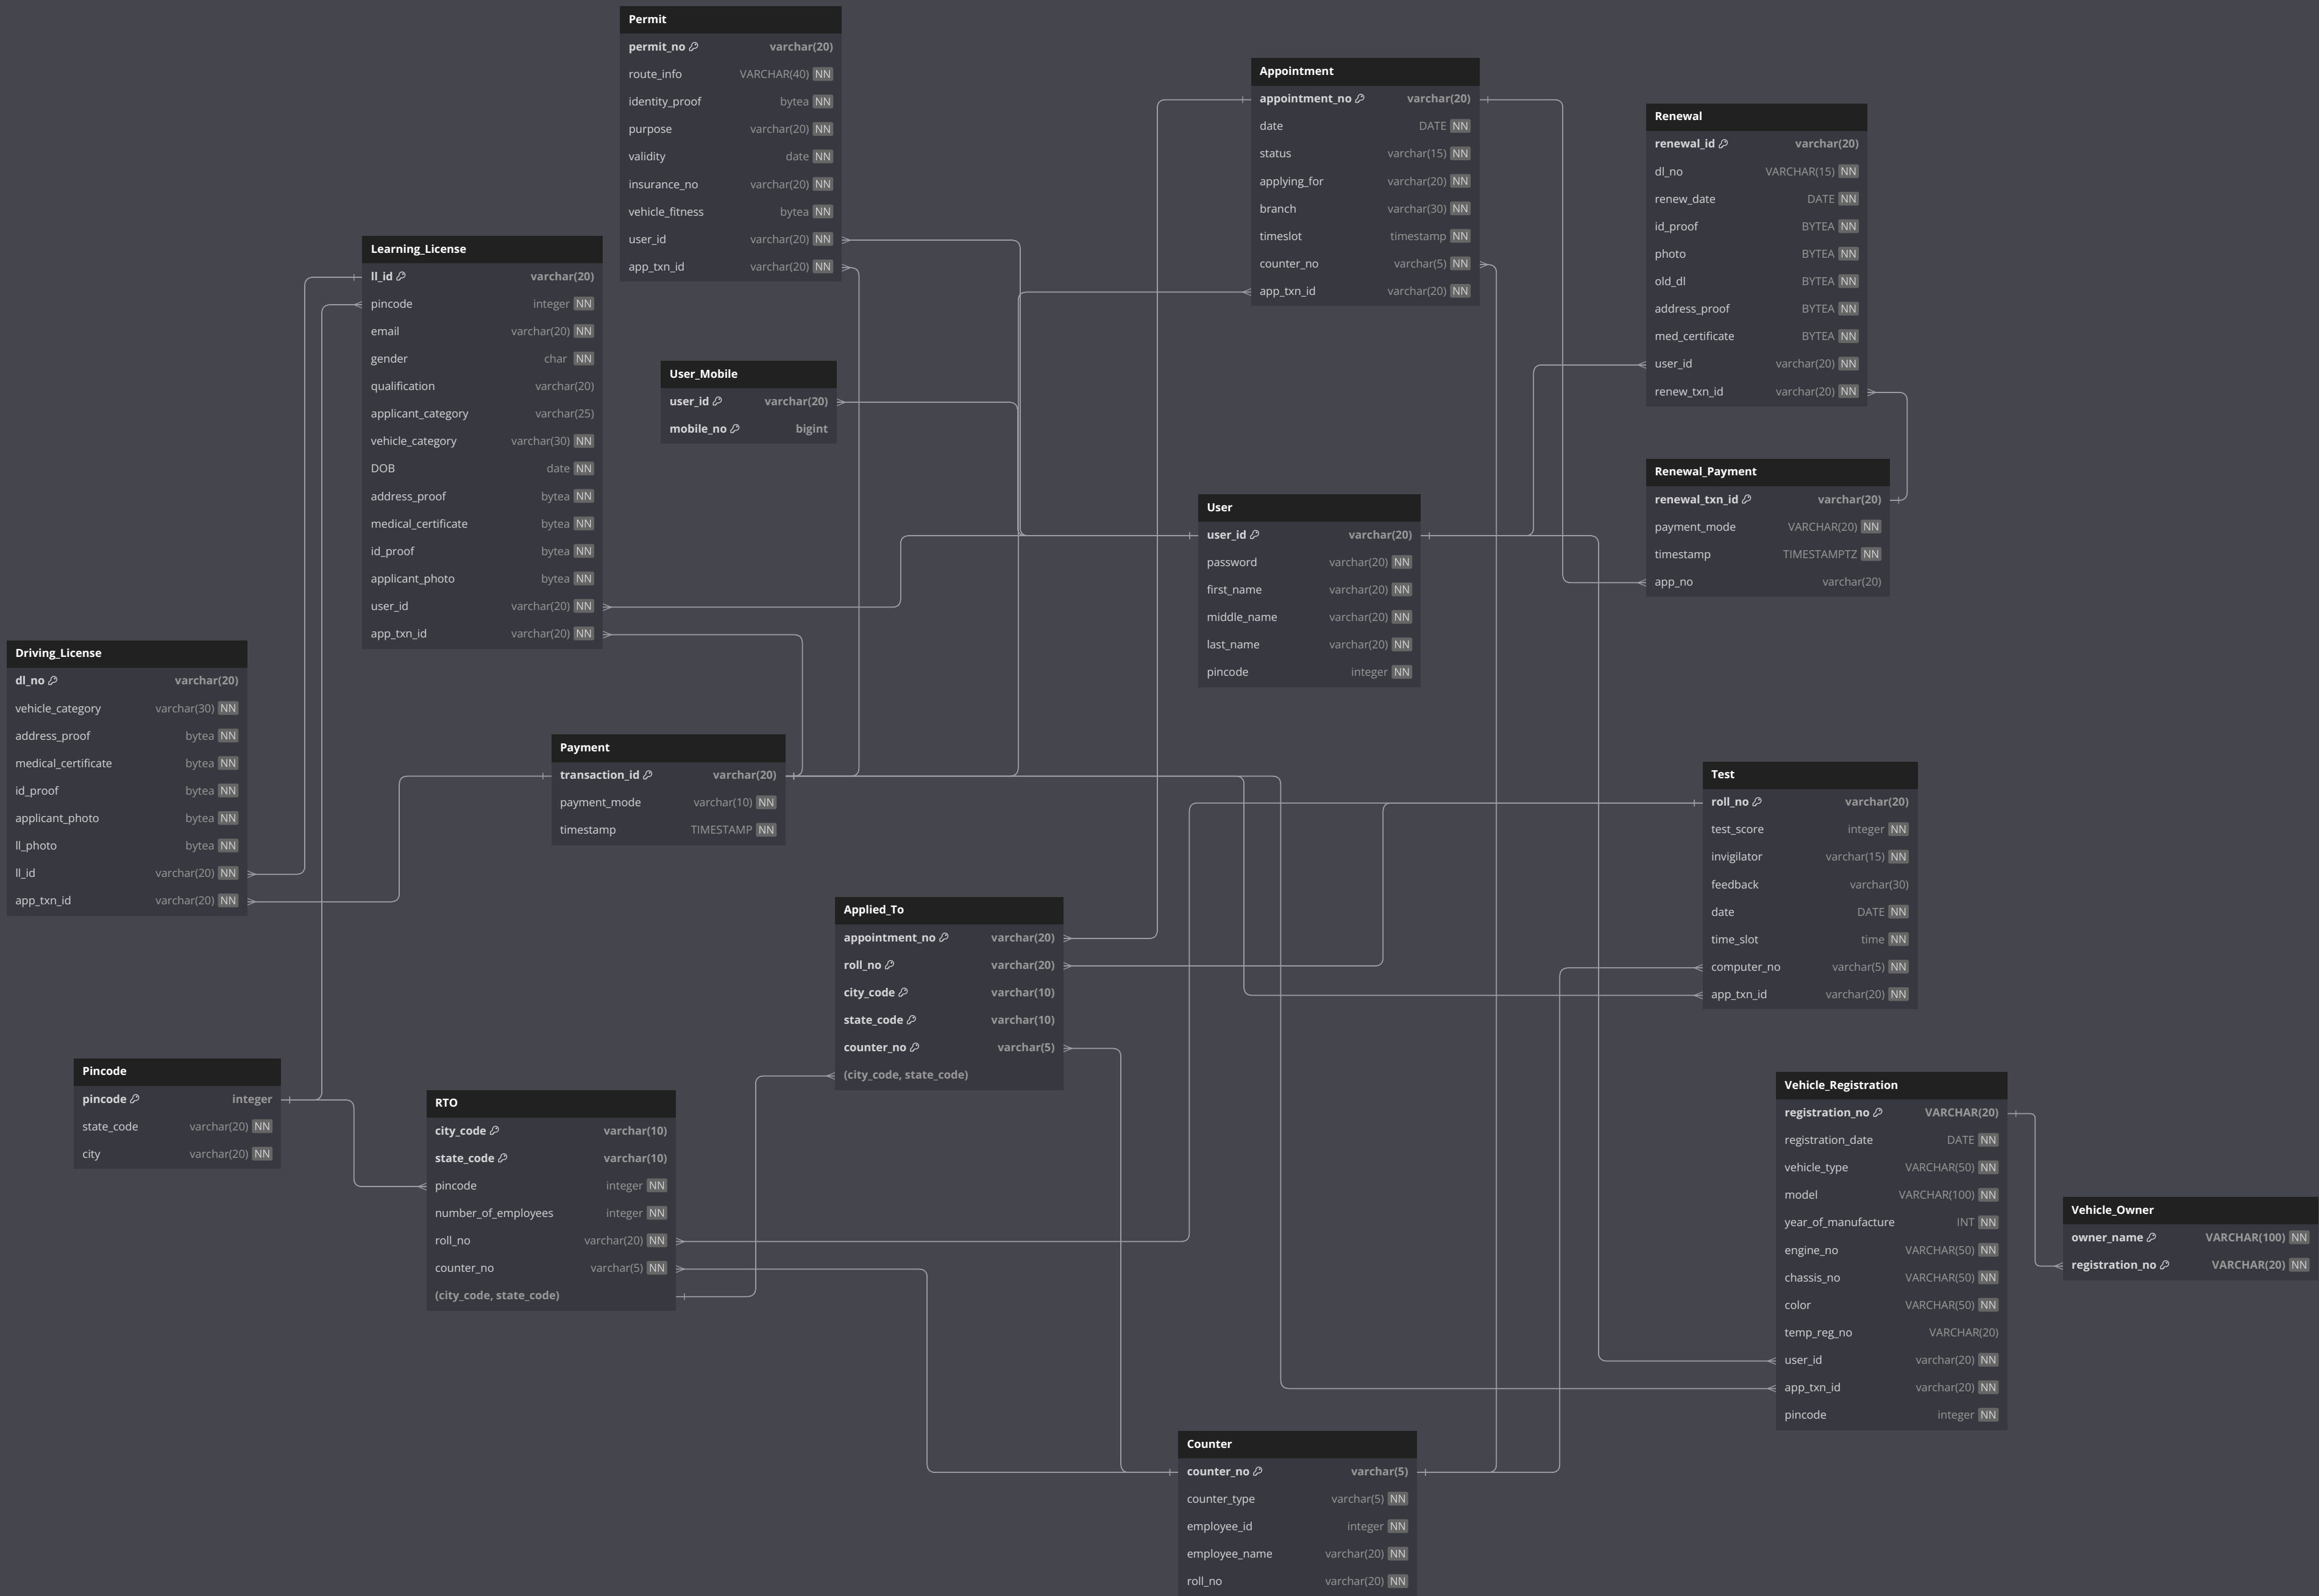 Permit
permit_no varchar(20)
route_info VARCHAR(40) NN
identity_proof bytea NN
purpose varchar(20) NN
validity date NN
insurance_no varchar(20) NN
vehicle_fitness bytea NN
user_id varchar(20) NN
app_txn_id varchar(20) NN
Appointment
appointment_no varchar(20)
date DATE NN
status varchar(15) NN
applying_for varchar(20) NN
branch varchar(30) NN
timeslot timestamp NN
counter_no varchar(5) NN
app_txn_id varchar(20) NN
Renewal
renewal_id varchar(20)
dl_no VARCHAR(15) NN
renew_date DATE NN
id_proof BYTEA NN
photo BYTEA NN
old_dl BYTEA NN
address_proof BYTEA NN
med_certificate BYTEA NN
user_id varchar(20) NN
renew_txn_id varchar(20) NN
Learning_License
ll_id varchar(20)
pincode integer NN
email varchar(20) NN
gender char NN
qualification varchar(20)
applicant_category varchar(25)
vehicle_category varchar(30) NN
DOB date NN
address_proof bytea NN
medical_certificate bytea NN
id_proof bytea NN
applicant_photo bytea NN
user_id varchar(20) NN
app_txn_id varchar(20) NN
User_Mobile
user_id varchar(20)
mobile_no bigint
Renewal_Payment
renewal_txn_id varchar(20)
payment_mode VARCHAR(20) NN
timestamp TIMESTAMPTZ NN
app_no varchar(20)
User
user_id varchar(20)
password varchar(20) NN
first_name varchar(20) NN
middle_name varchar(20) NN
last_name varchar(20) NN
pincode integer NN
Driving_License
dl_no varchar(20)
vehicle_category varchar(30) NN
address_proof bytea NN
medical_certificate bytea NN
id_proof bytea NN
applicant_photo bytea NN
ll_photo bytea NN
ll_id varchar(20) NN
app_txn_id varchar(20) NN
Payment
transaction_id varchar(20)
payment_mode varchar(10) NN
timestamp TIMESTAMP NN
Test
roll_no varchar(20)
test_score integer NN
invigilator varchar(15) NN
feedback varchar(30)
date DATE NN
time_slot time NN
computer_no varchar(5) NN
app_txn_id varchar(20) NN
Applied_To
appointment_no varchar(20)
roll_no varchar(20)
city_code varchar(10)
state_code varchar(10)
counter_no varchar(5)
(city_code, state_code)
Pincode
pincode integer
state_code varchar(20) NN
city varchar(20) NN
RTO
city_code varchar(10)
state_code varchar(10)
pincode integer NN
number_of_employees integer NN
roll_no varchar(20) NN
counter_no varchar(5) NN
(city_code, state_code)
Vehicle_Registration
registration_no VARCHAR(20)
registration_date DATE NN
vehicle_type VARCHAR(50) NN
model VARCHAR(100) NN
year_of_manufacture INT NN
engine_no VARCHAR(50) NN
chassis_no VARCHAR(50) NN
color VARCHAR(50) NN
temp_reg_no VARCHAR(20)
user_id varchar(20) NN
app_txn_id varchar(20) NN
pincode integer NN
Vehicle_Owner
owner_name VARCHAR(100) NN
registration_no VARCHAR(20) NN
Counter
counter_no varchar(5)
counter_type varchar(5) NN
employee_id integer NN
employee_name varchar(20) NN
roll_no varchar(20) NN